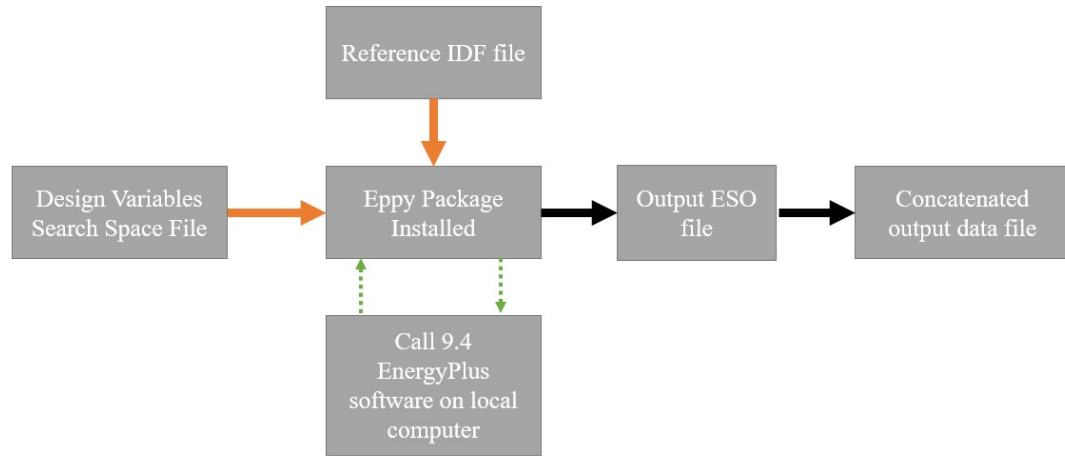 Reference IDF file
Design Variables
Search Space File
Eppy Package
Installed
Output ESO
file
Concatenated
output data file
Call 9.4
EnergyPlus
software on local
computer